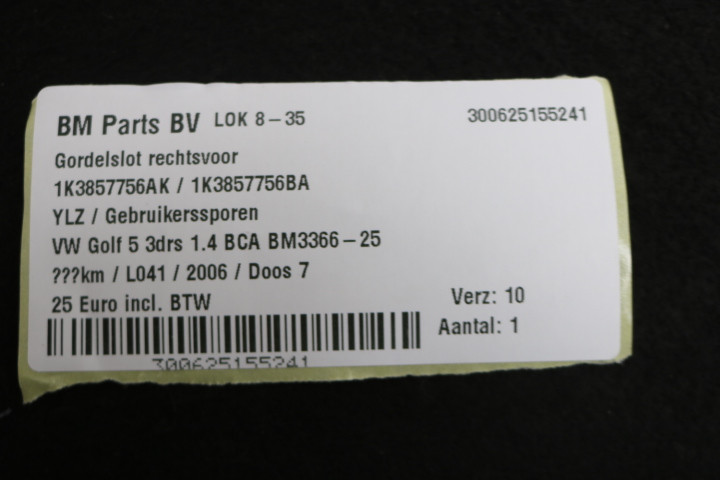 BM Parts BV LOK 8-35 300625155241
Gordelslot rechtsvoor
1K3857756AK / 1K3857756BA
YLZ / Gebruikerssporen
VW Golf 5 3drs 1.4 BCA BM3366-25
???km / L041 / 2006 / Doos 7
25 Euro incl. BTW Verz: 10
Aantal: 1
300625155241